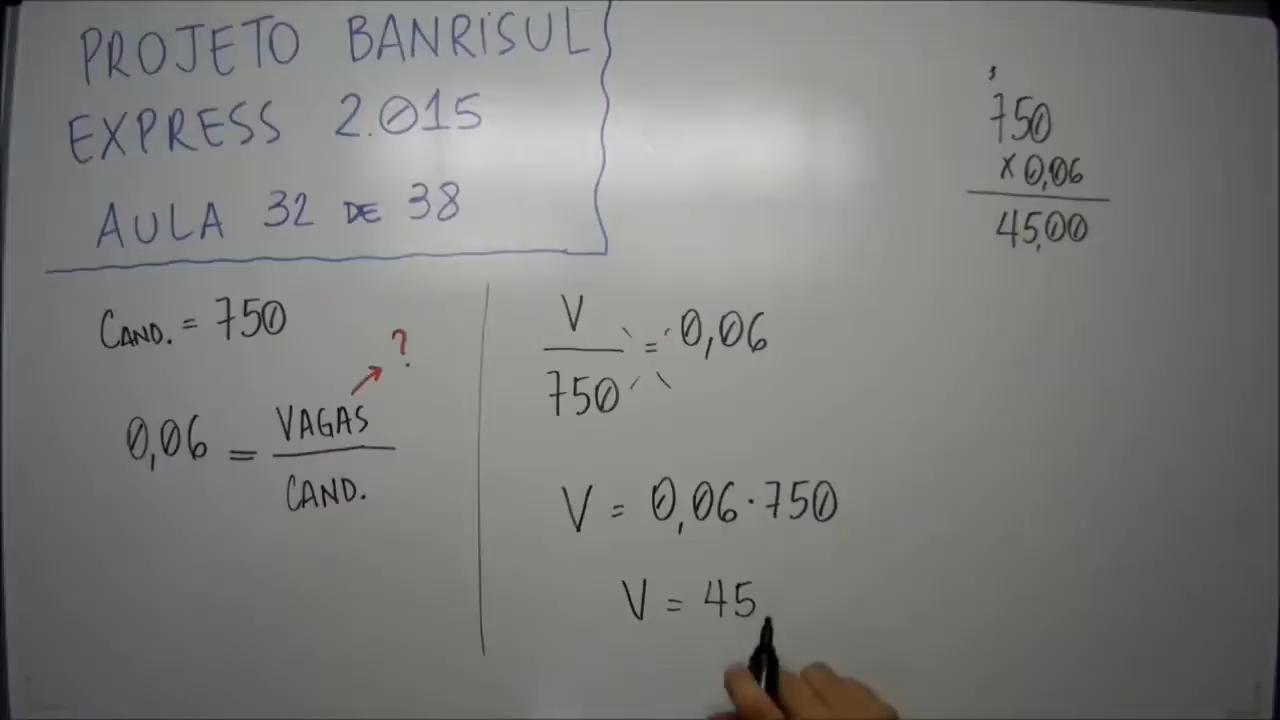 PROJETO BANRISUL
EXPRESS 2.015
AULA 32 DE 38
CAND. = 750
?
0,06 = VAGAS
CAND.
V
750
= 0,06
V = 0,06 · 750
V = 45
3
750
x 0,06
45,00